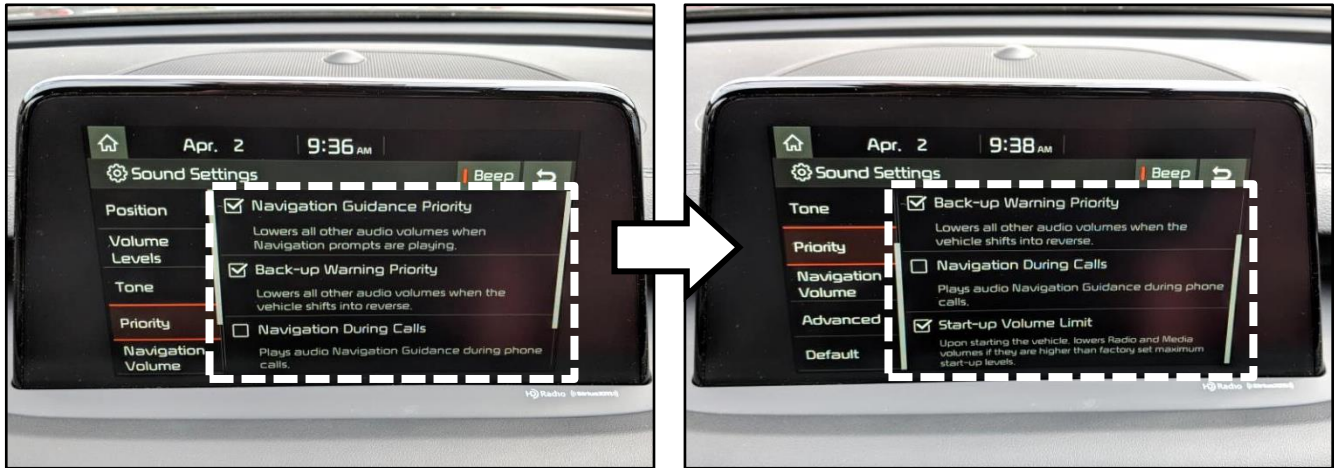 Apr. 2 9:36 AM
Sound Settings Beep
Position
Volume
Levels
Tone
Priority
Navigation
Volume
Navigation Guidance Priority
Lowers all other audio volumes when
Navigation prompts are playing.
Back-up Warning Priority
Lowers all other audio volumes when the
vehicle shifts into reverse.
Navigation During Calls
Plays audio Navigation Guidance during phone
calls.
HD Radio (SiriusXM)
Apr. 2 9:38 AM
Sound Settings Beep
Tone
Priority
Navigation
Volume
Advanced
Default
Back-up Warning Priority
Lowers all other audio volumes when the
vehicle shifts into reverse.
Navigation During Calls
Plays audio Navigation Guidance during phone
calls.
Start-up Volume Limit
Upon starting the vehicle, lowers Radio and Media
volumes if they are higher than factory set maximum
start-up levels.
HD Radio (SiriusXM)